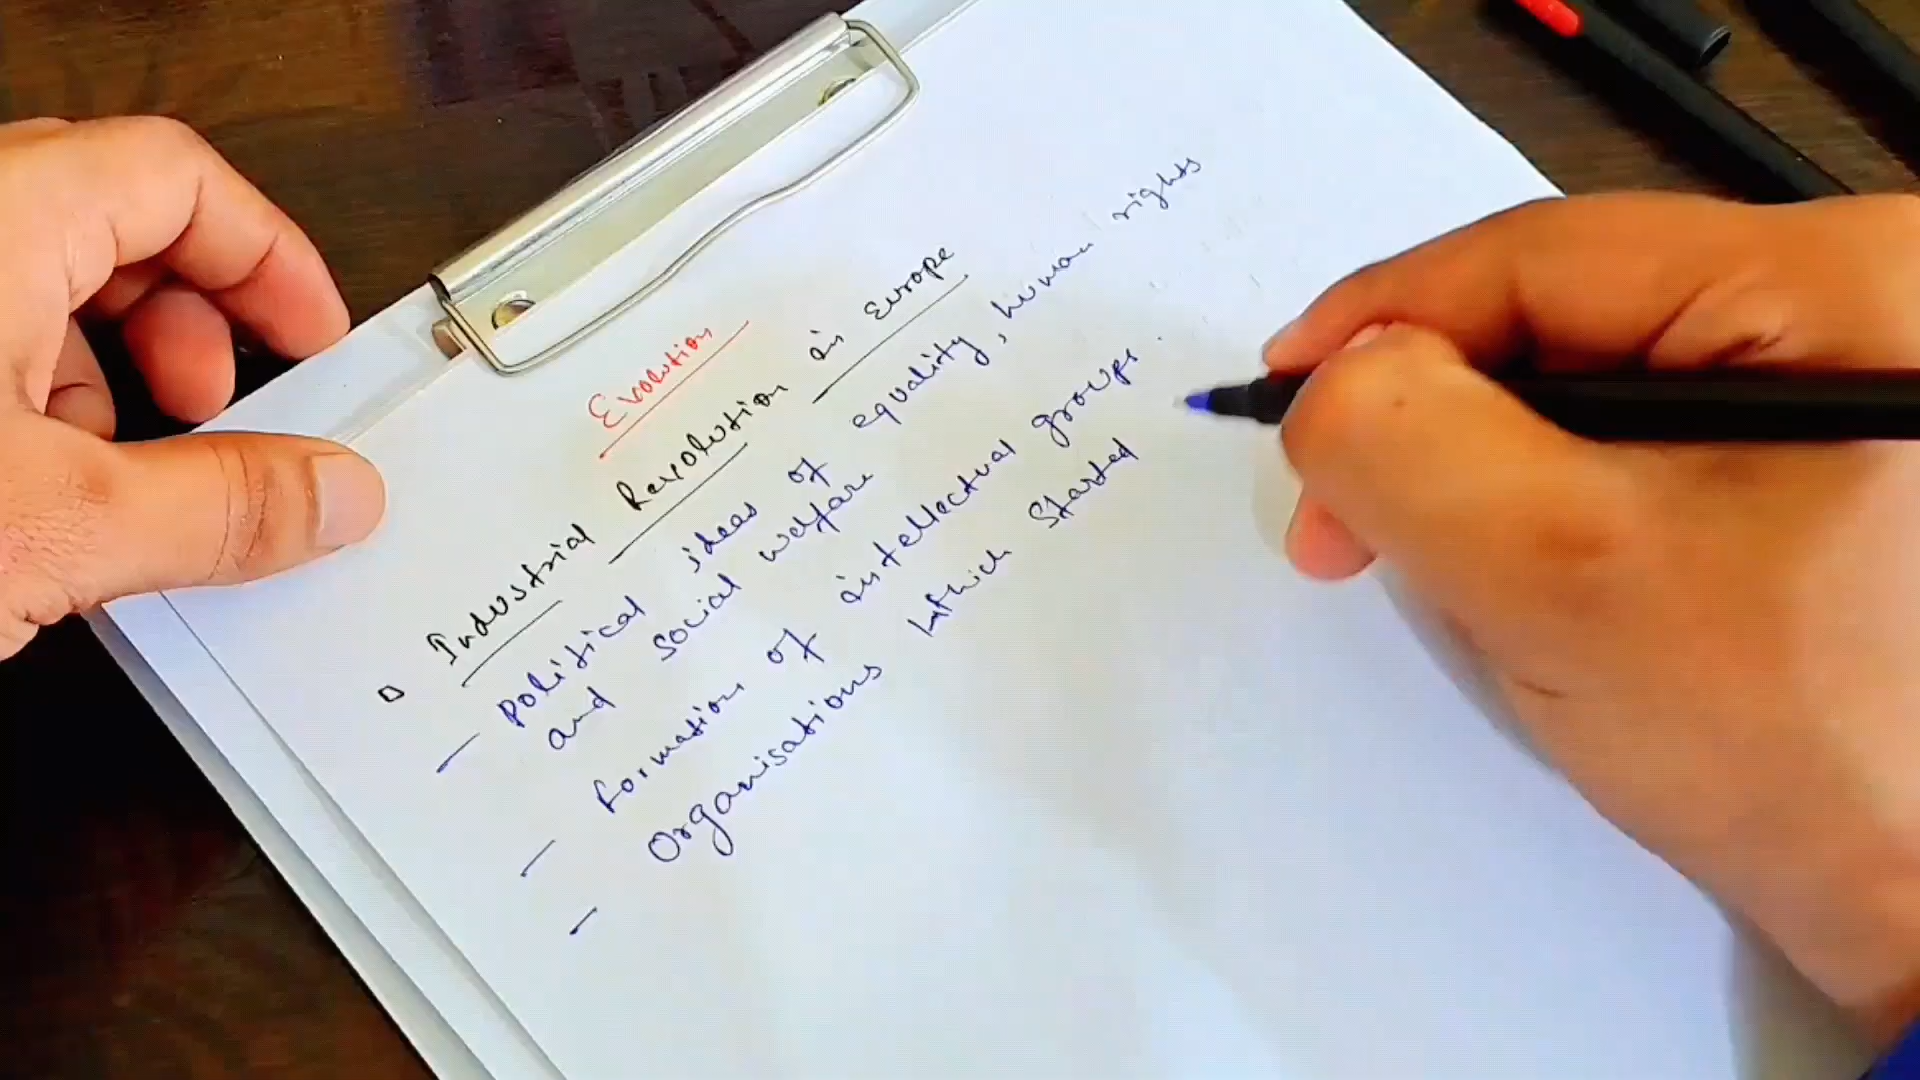 Evolution
▯ Industrial Revolution in Europe
– Political ideas of equality, human rights
and social welfare
– Formation of intellectual groups.
– Organisations which started